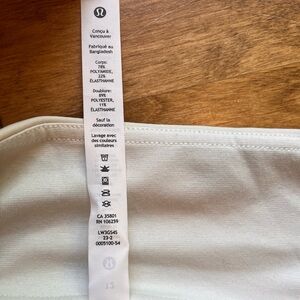 Conçu à
Vancouver
Fabriqué au
Bangladesh
Corps:
78%
POLYAMIDE,
22%
ÉLASTHANNE
Doublure:
89%
POLYESTER,
11%
ÉLASTHANNE
Sauf la
décoration
Lavage avec
des couleurs
similaires
CA 35801
RN 106259
LW3GS4S
23-2
0005100-54